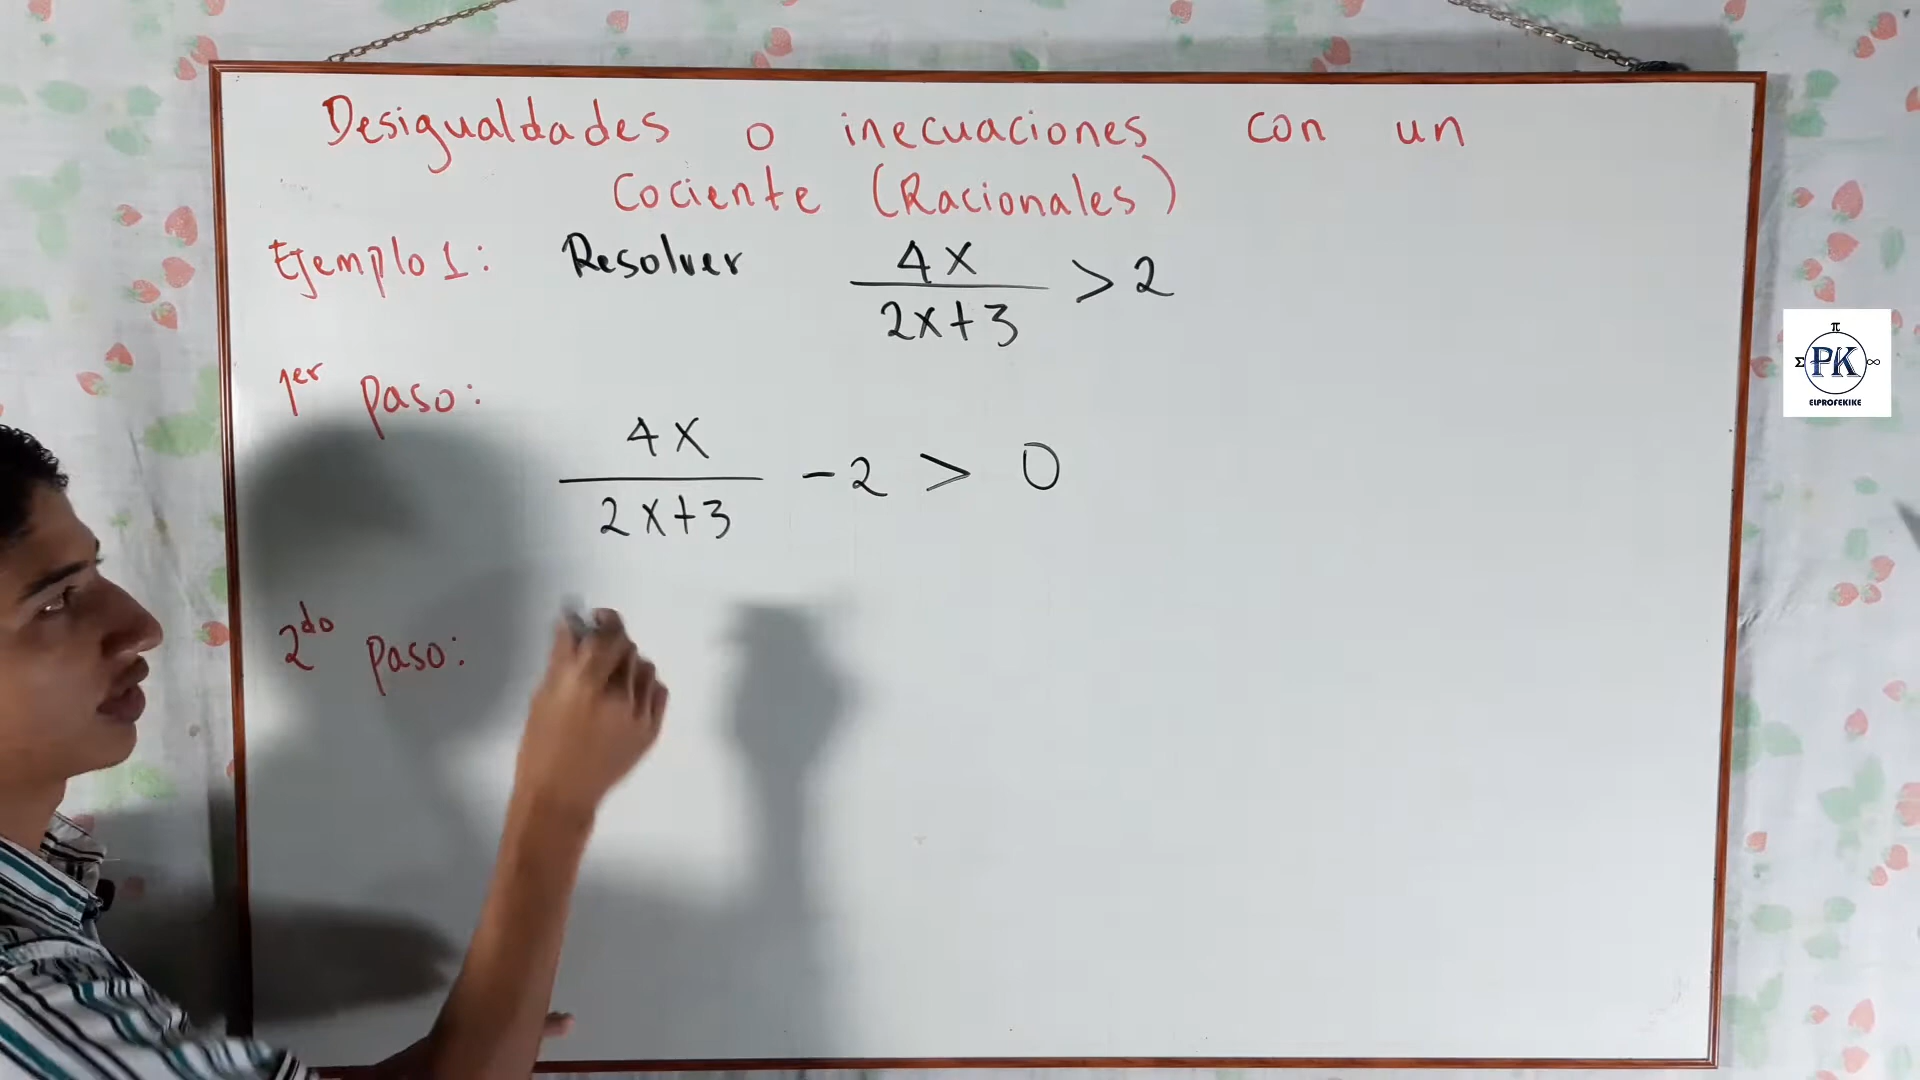 Desigualdades o inecuaciones con un
Cociente (Racionales)
Ejemplo 1: Resolver 4x / 2x+3 > 2
1er paso:
4x / 2x+3 - 2 > 0
2do paso:
π
Σ PK ∞
ELPROFEKIKE